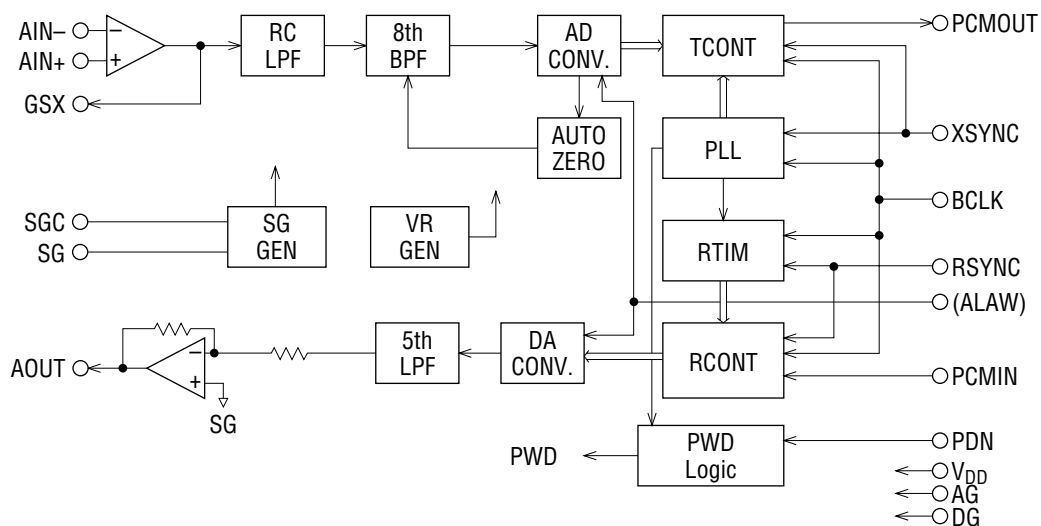 AIN–
AIN+
GSX
– 
+
RC
LPF
8th
BPF
AD
CONV.
TCONT
PCMOUT
AUTO
ZERO
PLL
XSYNC
SGC
SG
SG
GEN
VR
GEN
RTIM
BCLK
RSYNC
(ALAW)
AOUT
–
+
SG
5th
LPF
DA
CONV.
RCONT
PCMIN
PWD
PWD
Logic
PDN
VDD
AG
DG